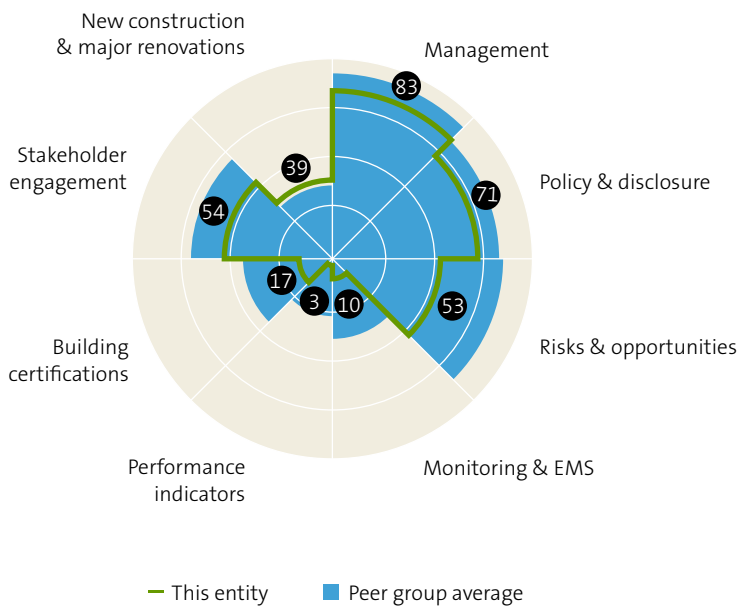 New construction
& major renovations
Management
83
Stakeholder
engagement
39
Policy & disclosure
71
54
17
3
10
53
Building
certifications
Risks & opportunities
Performance
indicators
Monitoring & EMS
This entity
Peer group average